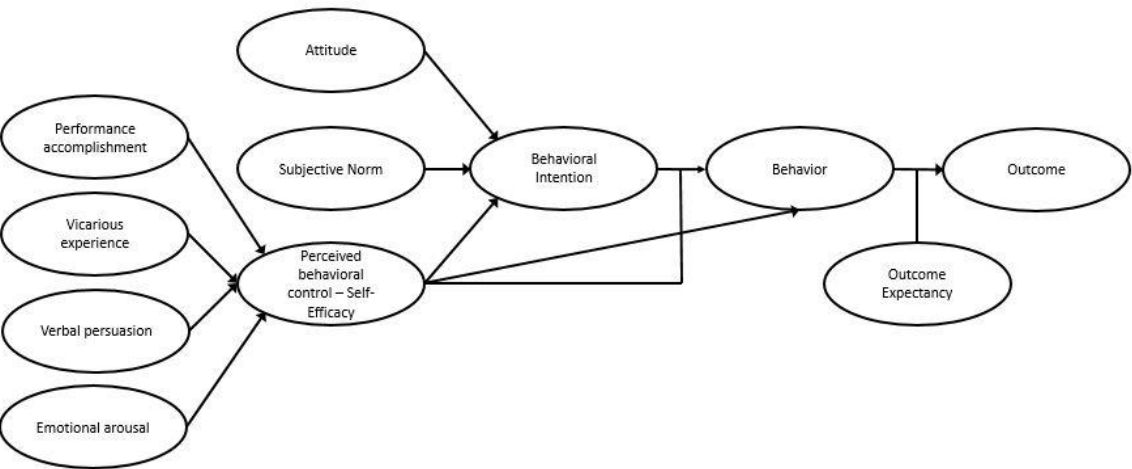 Attitude
Performance
accomplishment
Subjective Norm
Behavioral
Intention
Behavior
Outcome
Vicarious
experience
Perceived
behavioral
control – Self-
Efficacy
Outcome
Expectancy
Verbal persuasion
Emotional arousal